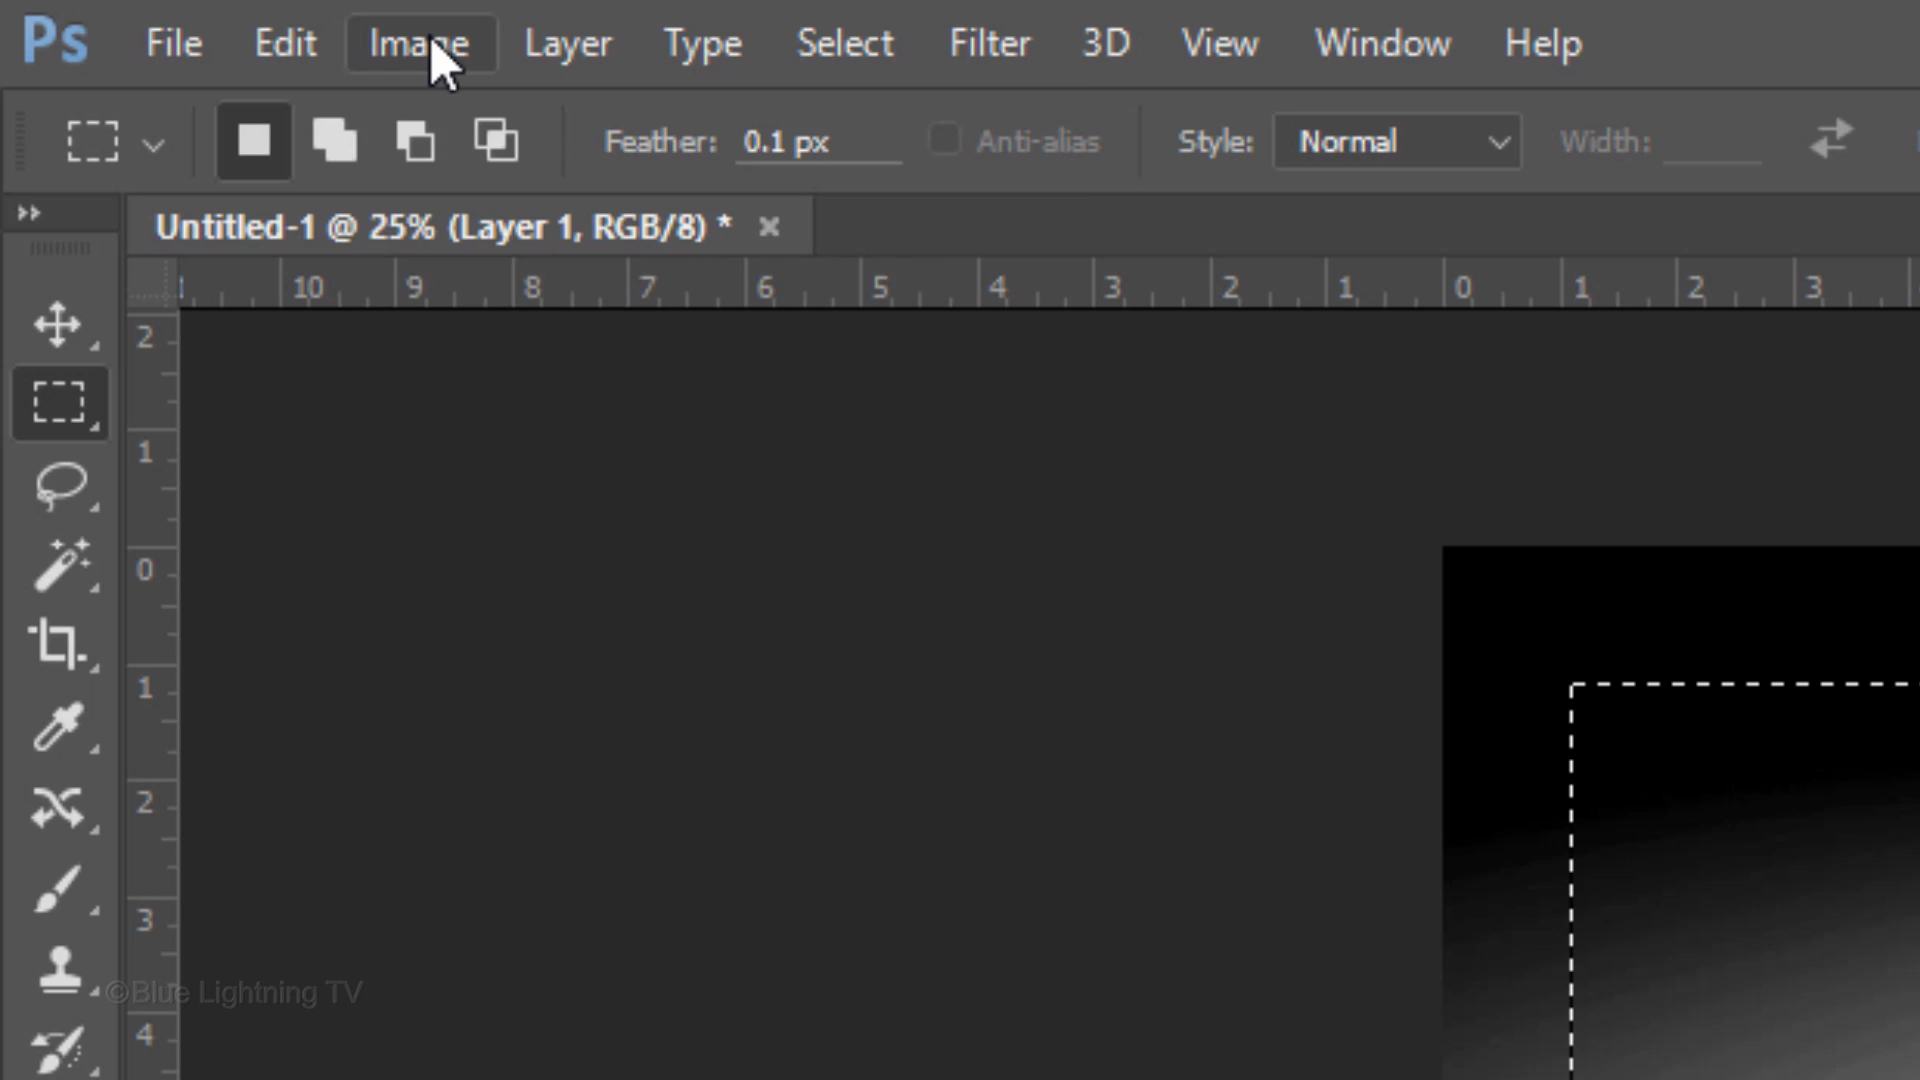 Ps File Edit Image Layer Type Select Filter 3D View Window Help
Feather: 0.1 px Anti-alias Style: Normal Width:
Untitled-1 @ 25% (Layer 1, RGB/8) *
10 9 8 7 6 5 4 3 2 1 0 1 2 3
2
1
0
1
2
3
©Blue Lightning TV
4